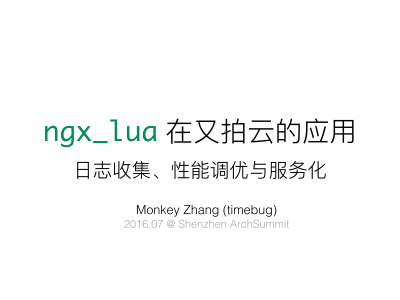 ngx_lua 在又拍云的应用
日志收集、性能调优与服务化
Monkey Zhang (timebug)
2016.07 @ Shenzhen ArchSummit